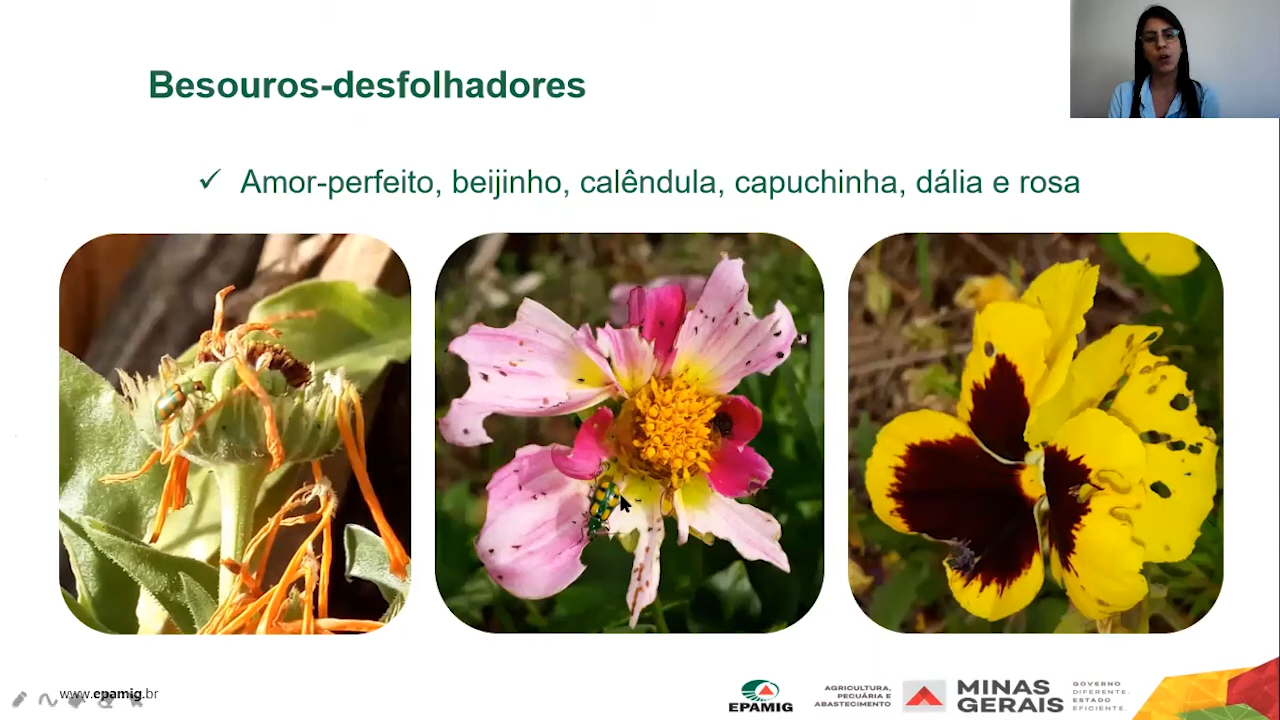 Besouros-desfolhadores
✓ Amor-perfeito, beijinho, calêndula, capuchinha, dália e rosa
www.epamig.br
EPAMIG
AGRICULTURA,
PECUÁRIA E
ABASTECIMENTO
MINAS
GERAIS
GOVERNO
DIFERENTE.
ESTADO
EFICIENTE.